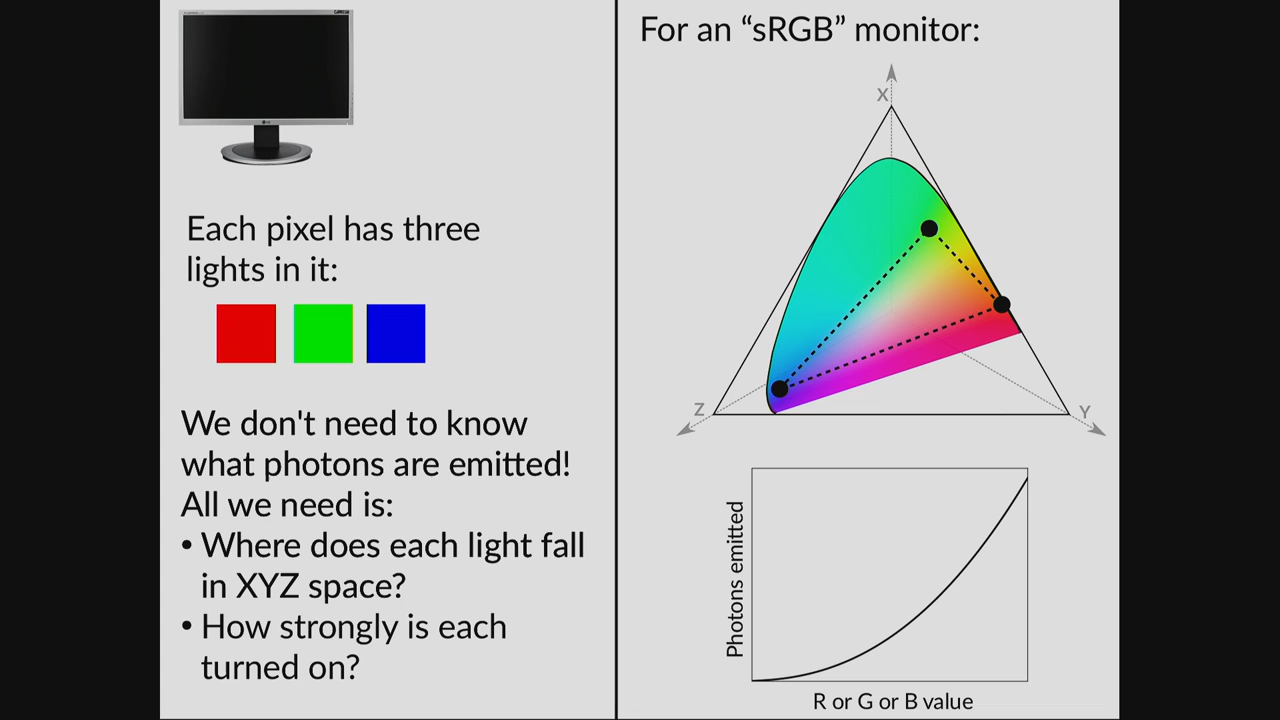 Each pixel has three
lights in it:
We don't need to know
what photons are emitted!
All we need is:
• Where does each light fall
in XYZ space?
• How strongly is each
turned on?
For an “sRGB” monitor:
X
Z
Y
Photons emitted
R or G or B value